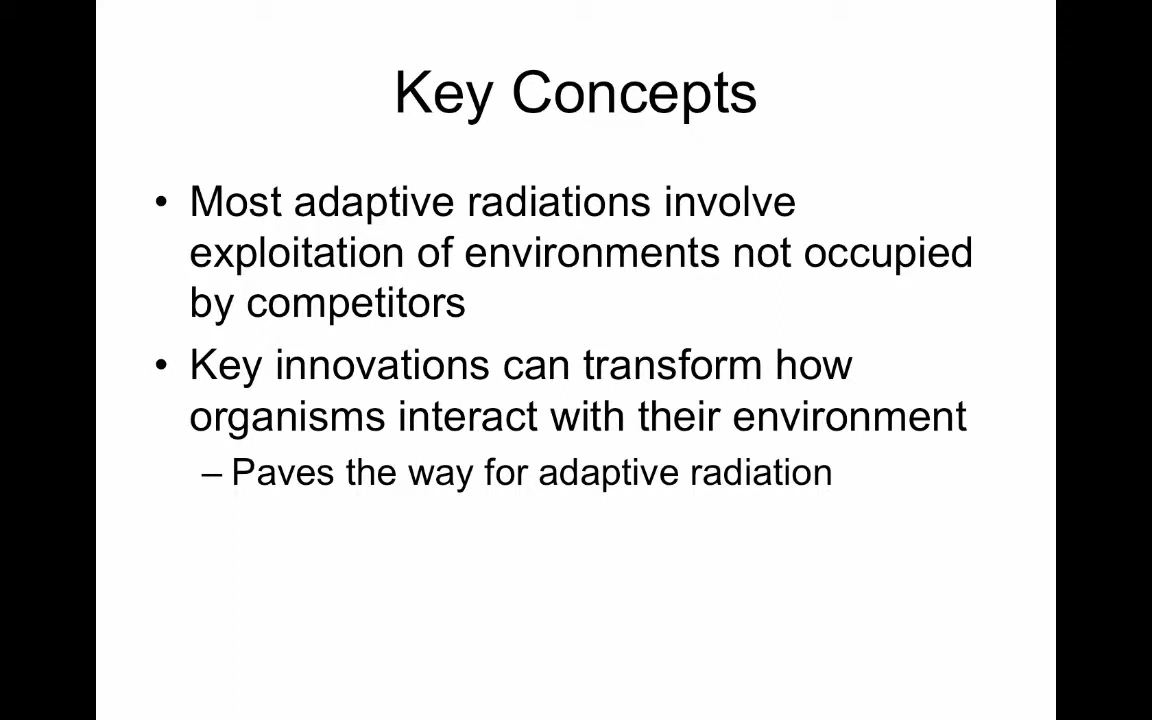 Key Concepts
• Most adaptive radiations involve
exploitation of environments not occupied
by competitors
• Key innovations can transform how
organisms interact with their environment
– Paves the way for adaptive radiation